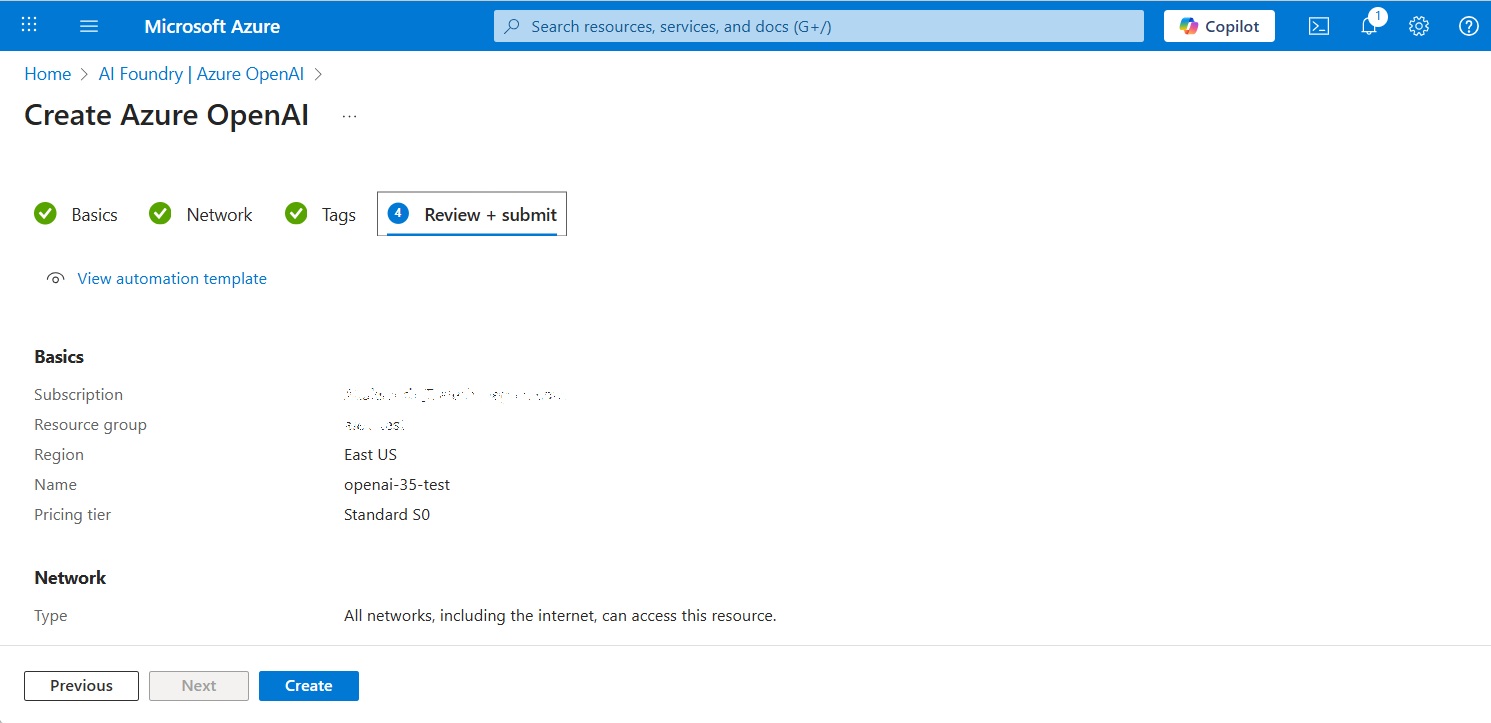 Microsoft Azure
Search resources, services, and docs (G+/)
Copilot
1
Home > AI Foundry | Azure OpenAI >
Create Azure OpenAI ...
Basics
Network
Tags
4 Review + submit
View automation template
Basics
Subscription
Resource group
Region East US
Name openai-35-test
Pricing tier Standard S0
Network
Type All networks, including the internet, can access this resource.
Previous Next Create